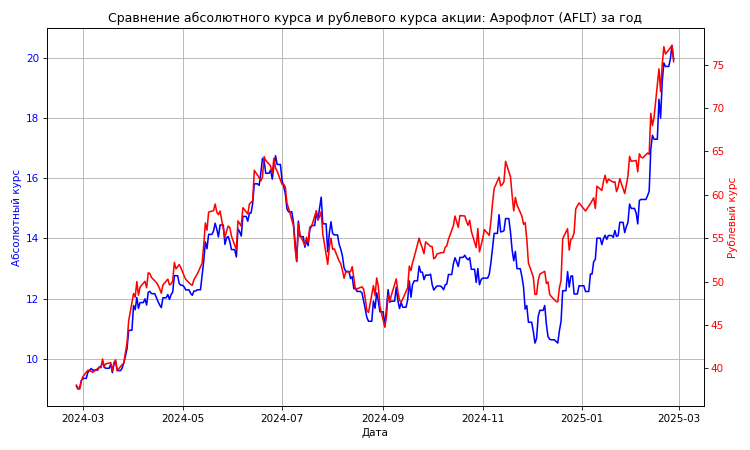 Сравнение абсолютного курса и рублевого курса акции: Аэрофлот (AFLT) за год
20
18
16
14
12
10
Абсолютный курс
75
70
65
60
55
50
45
40
Рублевый курс
2024-03 2024-05 2024-07 2024-09 2024-11 2025-01 2025-03
Дата